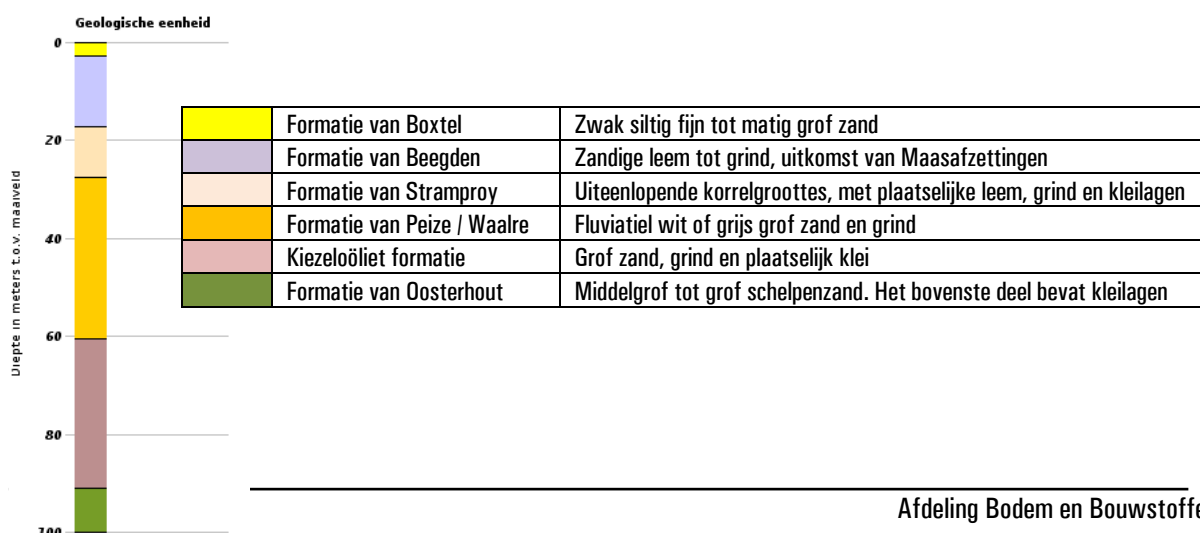 Geologische eenheid
0
20
40
60
80
100
Diepte in meters t.o.v. maaiveld
Formatie van Boxtel Zwak siltig fijn tot matig grof zand
Formatie van Beegden Zandige leem tot grind, uitkomst van Maasafzettingen
Formatie van Stramproy Uiteenlopende korrelgroottes, met plaatselijke leem, grind en kleilagen
Formatie van Peize / Waalre Fluviatiel wit of grijs grof zand en grind
Kiezeloöliet formatie Grof zand, grind en plaatselijk klei
Formatie van Oosterhout Middelgrof tot grof schelpenzand. Het bovenste deel bevat kleilagen
Afdeling Bodem en Bouwstoffe